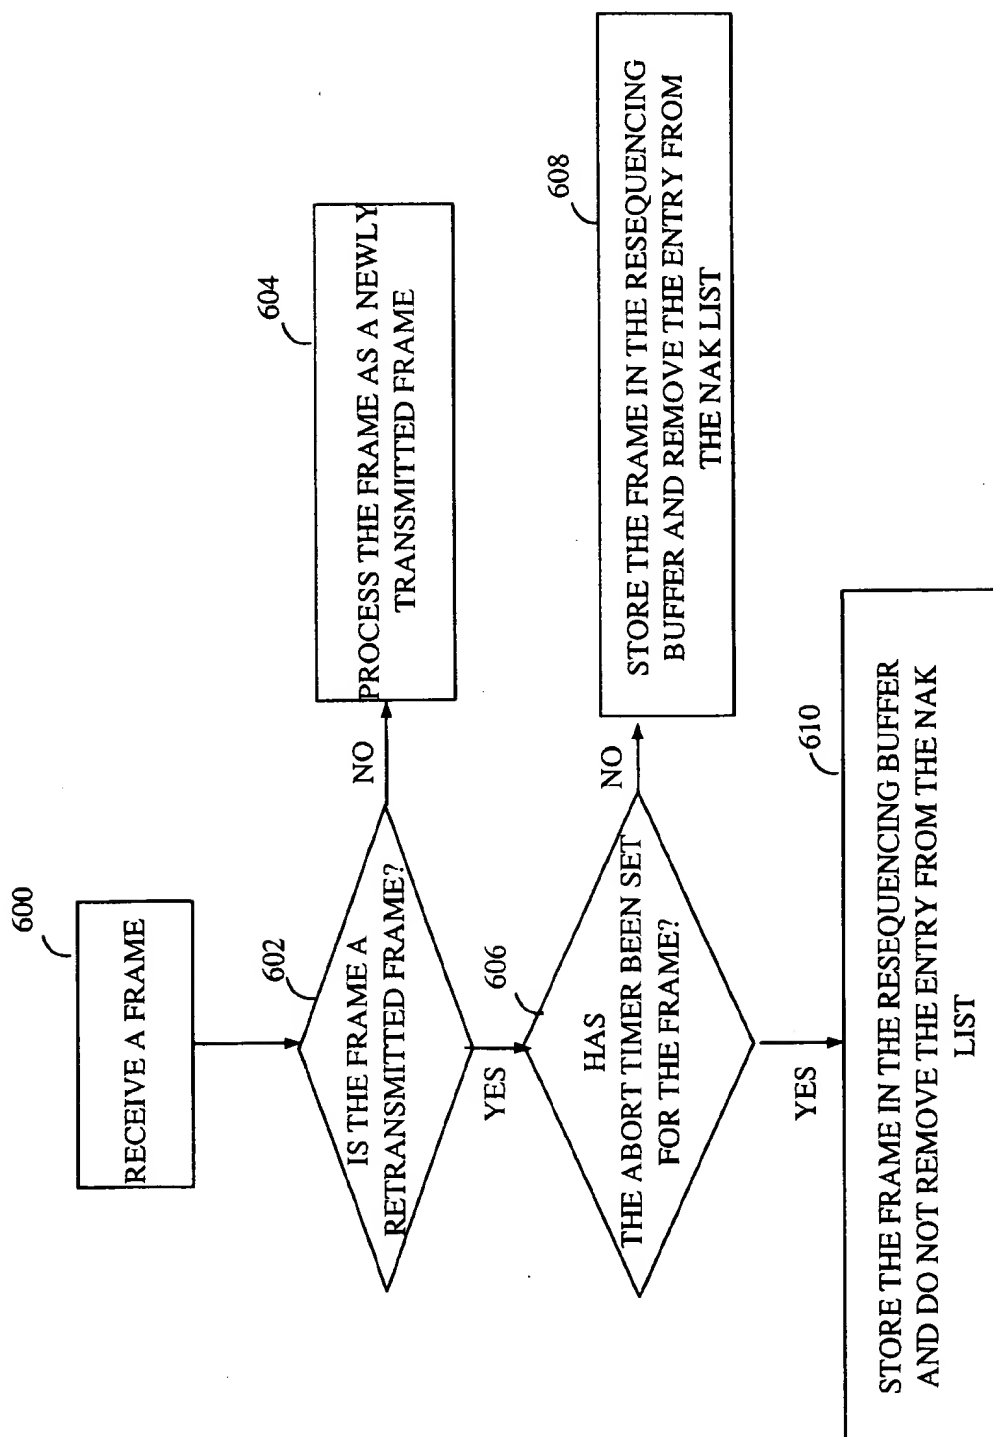 600
RECEIVE A FRAME
602
IS THE FRAME A
RETRANSMITTED FRAME?
NO
604
PROCESS THE FRAME AS A NEWLY
TRANSMITTED FRAME
YES
606
HAS
THE ABORT TIMER BEEN SET
FOR THE FRAME?
NO
608
STORE THE FRAME IN THE RESEQUENCING
BUFFER AND REMOVE THE ENTRY FROM
THE NAK LIST
YES
610
STORE THE FRAME IN THE RESEQUENCING BUFFER
AND DO NOT REMOVE THE ENTRY FROM THE NAK
LIST